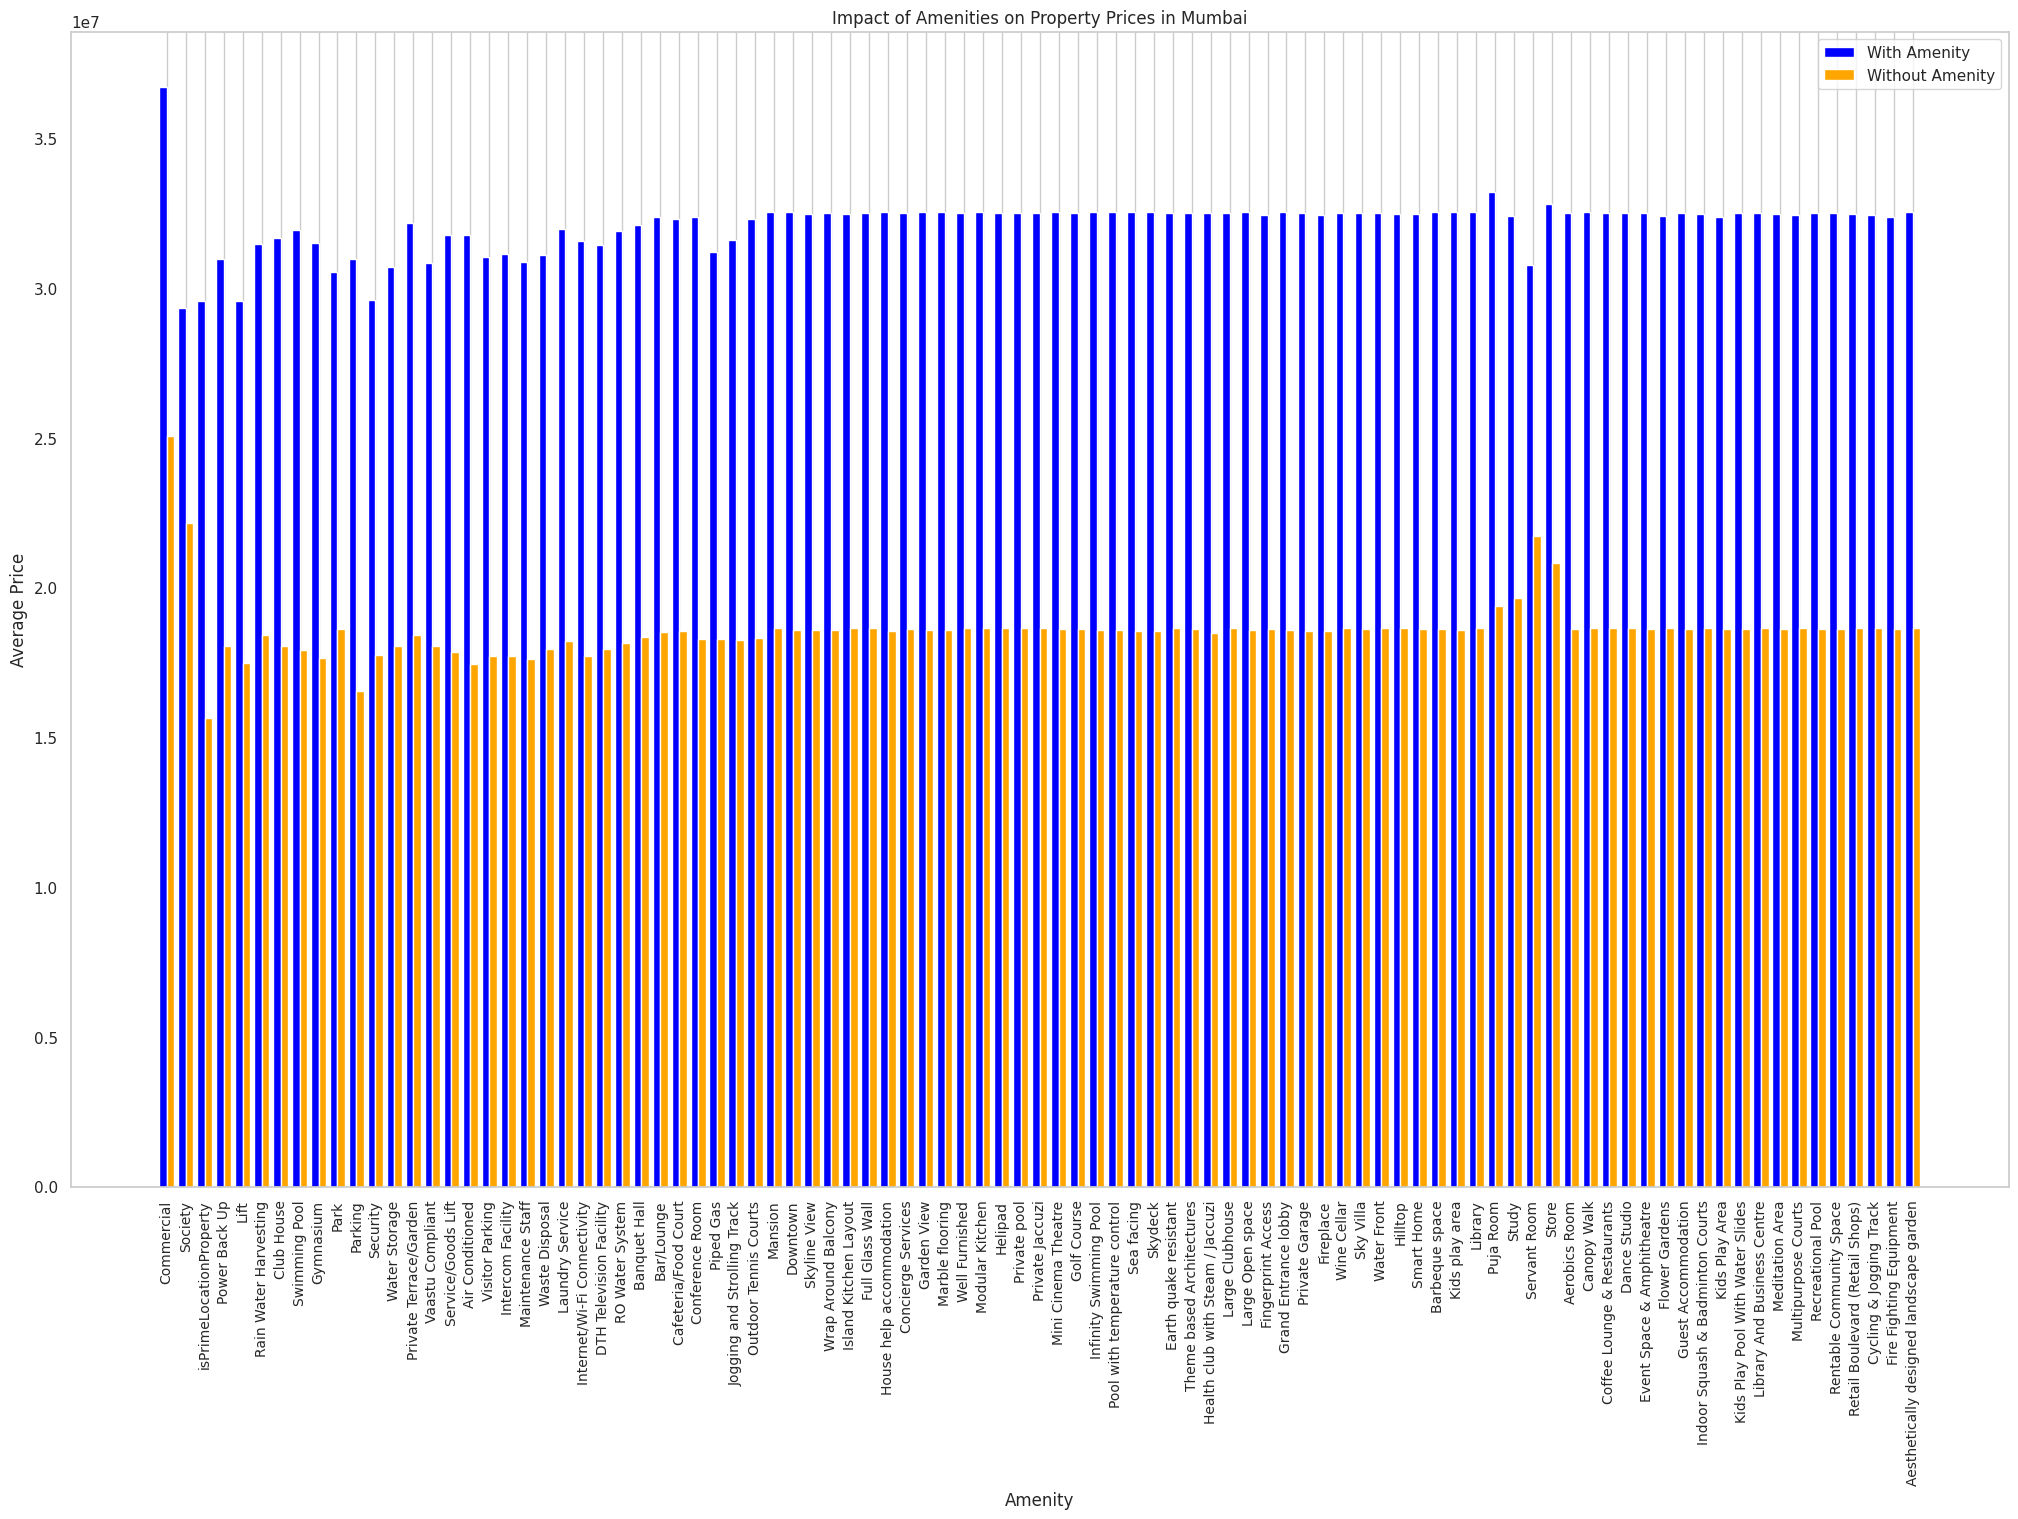 Impact of Amenities on Property Prices in Mumbai
1e7
With Amenity
Without Amenity
3.5
3.0
2.5
2.0
1.5
1.0
0.5
0.0
Average Price
Commercial
Society
isPrimeLocationProperty
Power Back Up
Lift
Rain Water Harvesting
Club House
Swimming Pool
Gymnasium
Park
Parking
Security
Water Storage
Private Terrace/Garden
Vaastu Compliant
Service/Goods Lift
Air Conditioned
Visitor Parking
Intercom Facility
Maintenance Staff
Waste Disposal
Laundry Service
Internet/Wi-Fi Connectivity
DTH Television Facility
RO Water System
Banquet Hall
Bar/Lounge
Cafeteria/Food Court
Conference Room
Piped Gas
Jogging and Strolling Track
Outdoor Tennis Courts
Mansion
Downtown
Skyline View
Wrap Around Balcony
Island Kitchen Layout
Full Glass Wall
House help accommodation
Concierge Services
Garden View
Marble flooring
Well Furnished
Modular Kitchen
Helipad
Private pool
Private Jaccuzi
Mini Cinema Theatre
Golf Course
Infinity Swimming Pool
Pool with temperature control
Sea facing
Skydeck
Earth quake resistant
Theme based Architectures
Health club with Steam / Jaccuzi
Large Clubhouse
Large Open space
Fingerprint Access
Grand Entrance lobby
Private Garage
Fireplace
Wine Cellar
Sky Villa
Water Front
Hilltop
Smart Home
Barbeque space
Kids play area
Library
Puja Room
Study
Servant Room
Store
Aerobics Room
Canopy Walk
Coffee Lounge & Restaurants
Dance Studio
Event Space & Amphitheatre
Flower Gardens
Guest Accommodation
Indoor Squash & Badminton Courts
Kids Play Area
Kids Play Pool With Water Slides
Library And Business Centre
Meditation Area
Multipurpose Courts
Recreational Pool
Rentable Community Space
Retail Boulevard (Retail Shops)
Cycling & Jogging Track
Fire Fighting Equipment
Aesthetically designed landscape garden
Amenity